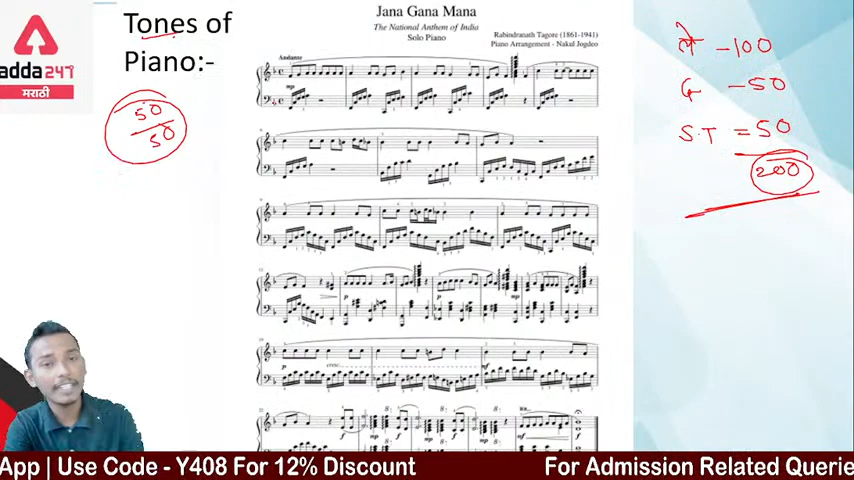 adda247
मराठी
Tones of
Piano:-
50
50
Jana Gana Mana
The National Anthem of India
Solo Piano
Rabindranath Tagore (1861-1941)
Piano Arrangement - Nakul Jogdeo
Andante
-100
-50
S.T = 50
200
App | Use Code - Y408 For 12% Discount
For Admission Related Querie